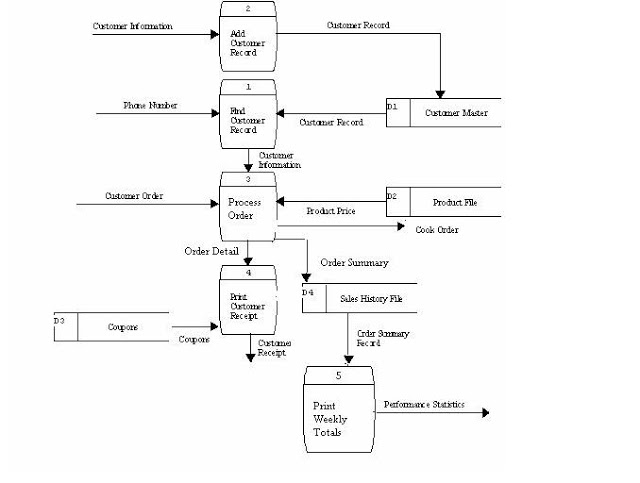 2
Customer Information
Customer Record
Add
Customer
Record
1
Phone Number
Find
Customer
Record
Customer Record
D1
Customer Master
Customer
Information
3
Customer Order
Process
Order
Product Price
D2
Product File
Cook Order
Order Detail
Order Summary
4
Print
Customer
Receipt
D4
Sales History File
D3
Coupons
Coupons
Customer
Receipt
Order Summary
Record
5
Print
Weekly
Totals
Performance Statistics